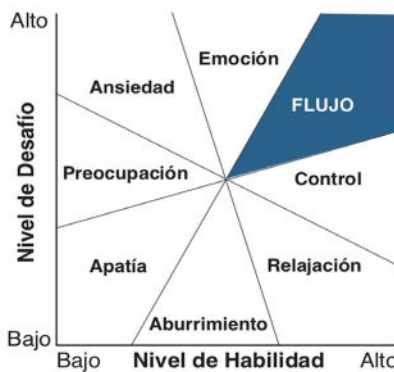 Alto
Emoción
Ansiedad
FLUJO
Preocupación
Control
Nivel de Desafío
Apatía
Relajación
Aburrimiento
Bajo
Bajo
Nivel de Habilidad
Alto